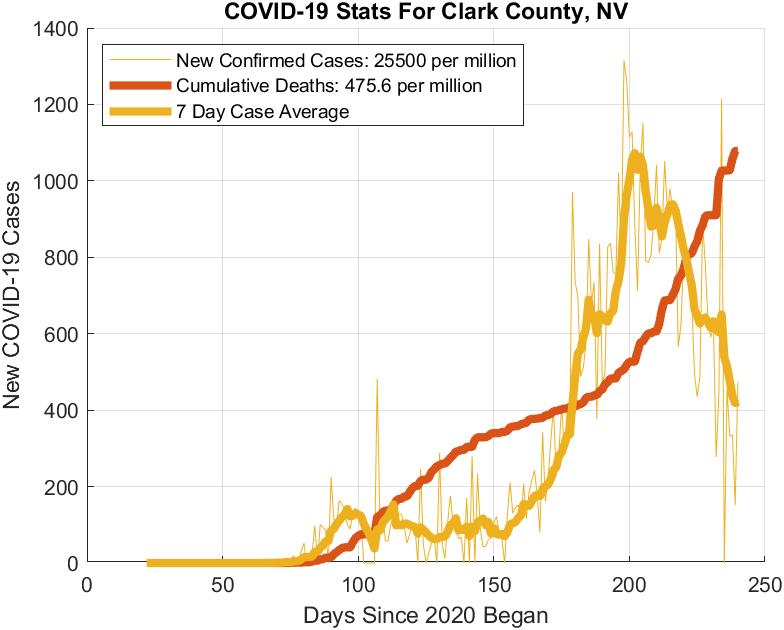 COVID-19 Stats For Clark County, NV
New Confirmed Cases: 25500 per million
Cumulative Deaths: 475.6 per million
7 Day Case Average
1400
1200
1000
800
600
400
200
0
New COVID-19 Cases
0 50 100 150 200 250
Days Since 2020 Began